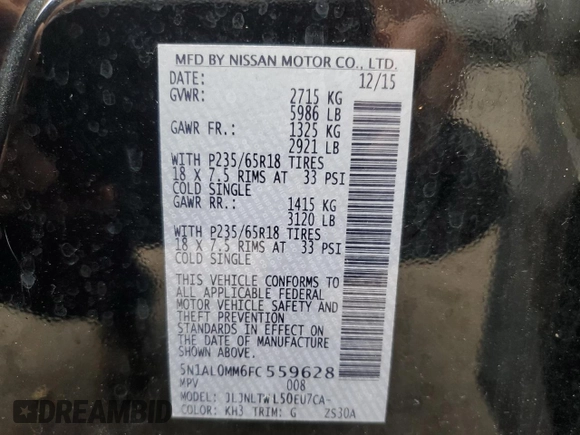 MFD BY NISSAN MOTOR CO., LTD.
DATE: 12/15
GVWR: 2715 KG
5986 LB
GAWR FR.: 1325 KG
2921 LB
WITH P235/65R18 TIRES
18 X 7.5 RIMS AT 33 PSI
COLD SINGLE
GAWR RR.: 1415 KG
3120 LB
WITH P235/65R18 TIRES
18 X 7.5 RIMS AT 33 PSI
COLD SINGLE
THIS VEHICLE CONFORMS TO
ALL APPLICABLE FEDERAL
MOTOR VEHICLE SAFETY AND
THEFT PREVENTION
STANDARDS IN EFFECT ON
THE DATE OF MANUFACTURE
SHOWN ABOVE.
5N1AL0MM6FC559628
MPV 008
MODEL: JLJNLTWL50EU7CA-
COLOR: KH3 TRIM: G ZS30A
DREAMBID